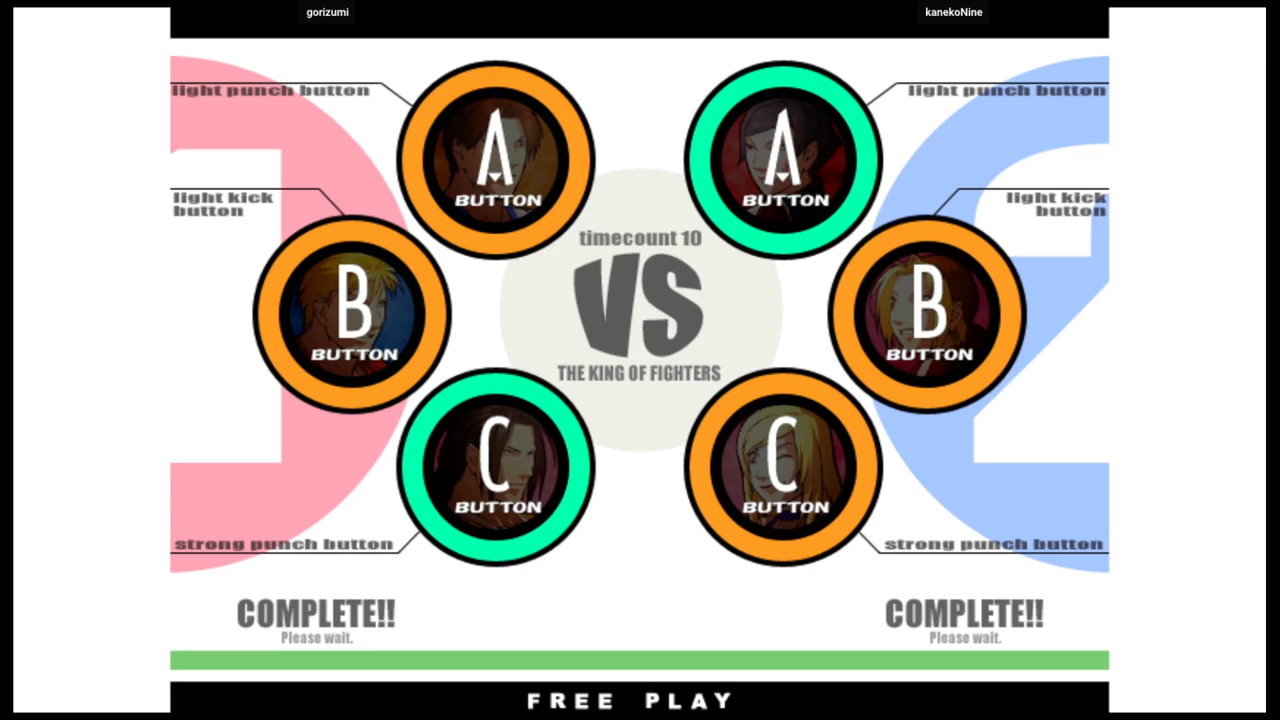 gorizumi
kanekoNine
light punch button
light punch button
A
BUTTON
A
BUTTON
light kick
button
light kick
button
timecount 10
VS
THE KING OF FIGHTERS
B
BUTTON
B
BUTTON
C
BUTTON
C
BUTTON
strong punch button
strong punch button
COMPLETE!!
Please wait.
COMPLETE!!
Please wait.
FREE PLAY